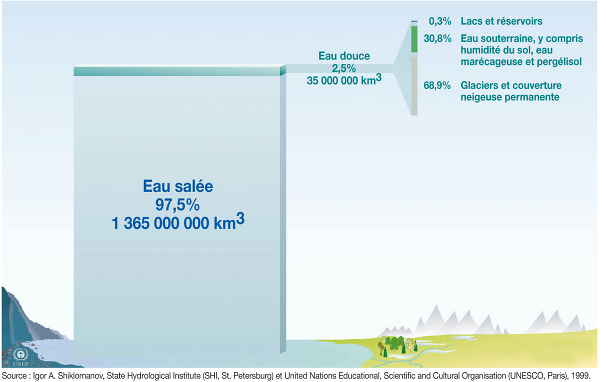 0,3% Lacs et réservoirs
30,8% Eau souterraine, y compris
humidité du sol, eau
marécageuse et pergélisol
Eau douce
2,5%
35 000 000 km3
68,9% Glaciers et couverture
neigeuse permanente
Eau salée
97,5%
1 365 000 000 km3
UNEP
Source : Igor A. Shiklomanov, State Hydrological Institute (SHI, St. Petersburg) et United Nations Educational, Scientific and Cultural Organisation (UNESCO, Paris), 1999.